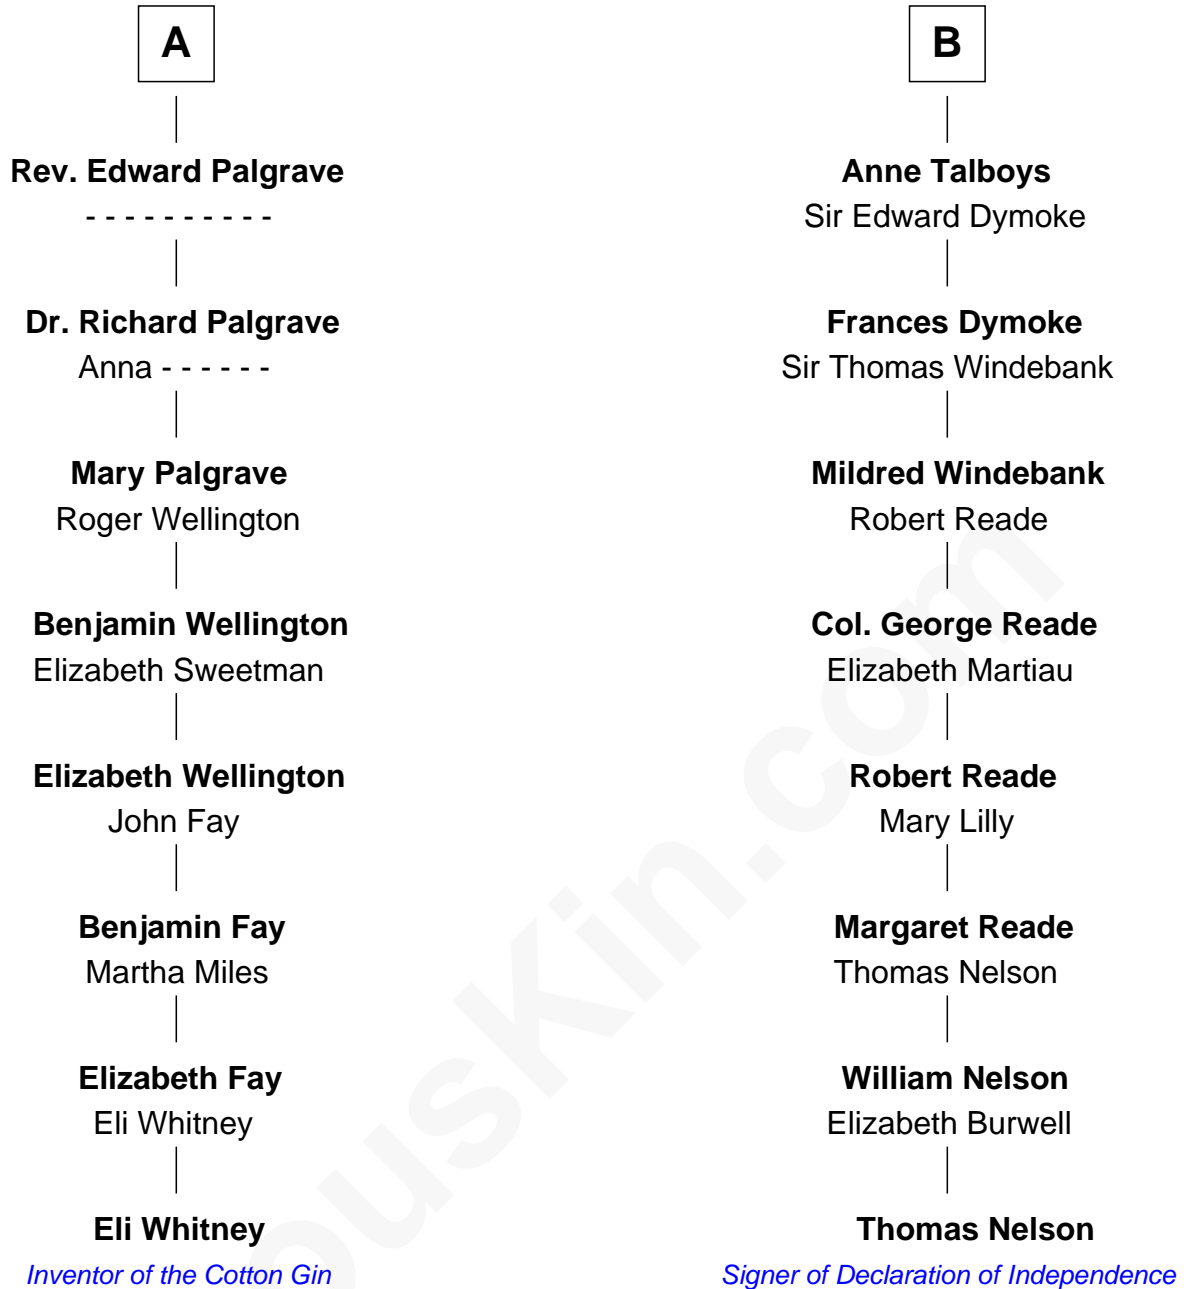 A
Rev. Edward Palgrave
- - - - - - - - - -
Dr. Richard Palgrave
Anna - - - - - -
Mary Palgrave
Roger Wellington
Benjamin Wellington
Elizabeth Sweetman
Elizabeth Wellington
John Fay
Benjamin Fay
Martha Miles
Elizabeth Fay
Eli Whitney
Eli Whitney
Inventor of the Cotton Gin
B
Anne Talboys
Sir Edward Dymoke
Frances Dymoke
Sir Thomas Windebank
Mildred Windebank
Robert Reade
Col. George Reade
Elizabeth Martiau
Robert Reade
Mary Lilly
Margaret Reade
Thomas Nelson
William Nelson
Elizabeth Burwell
Thomas Nelson
Signer of Declaration of Independence
ousKin.com